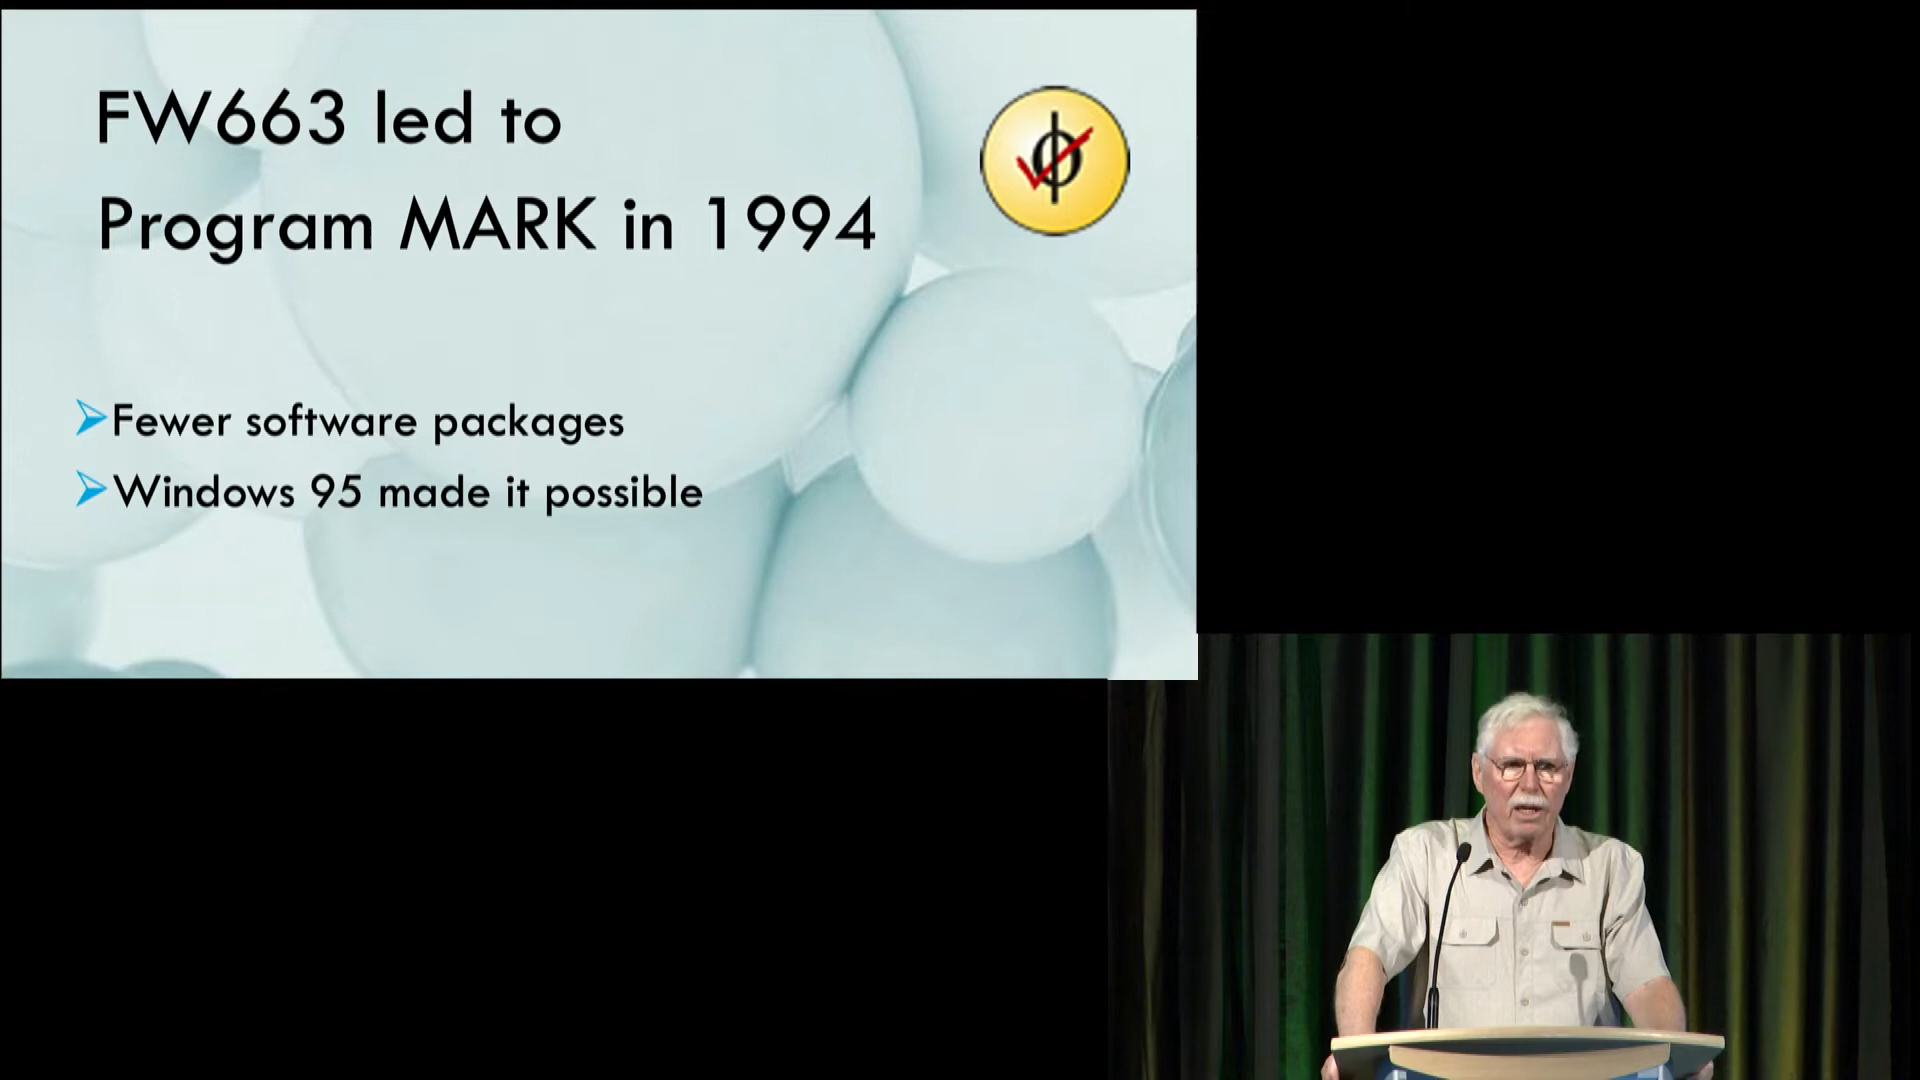 FW663 led to
Program MARK in 1994
Fewer software packages
Windows 95 made it possible